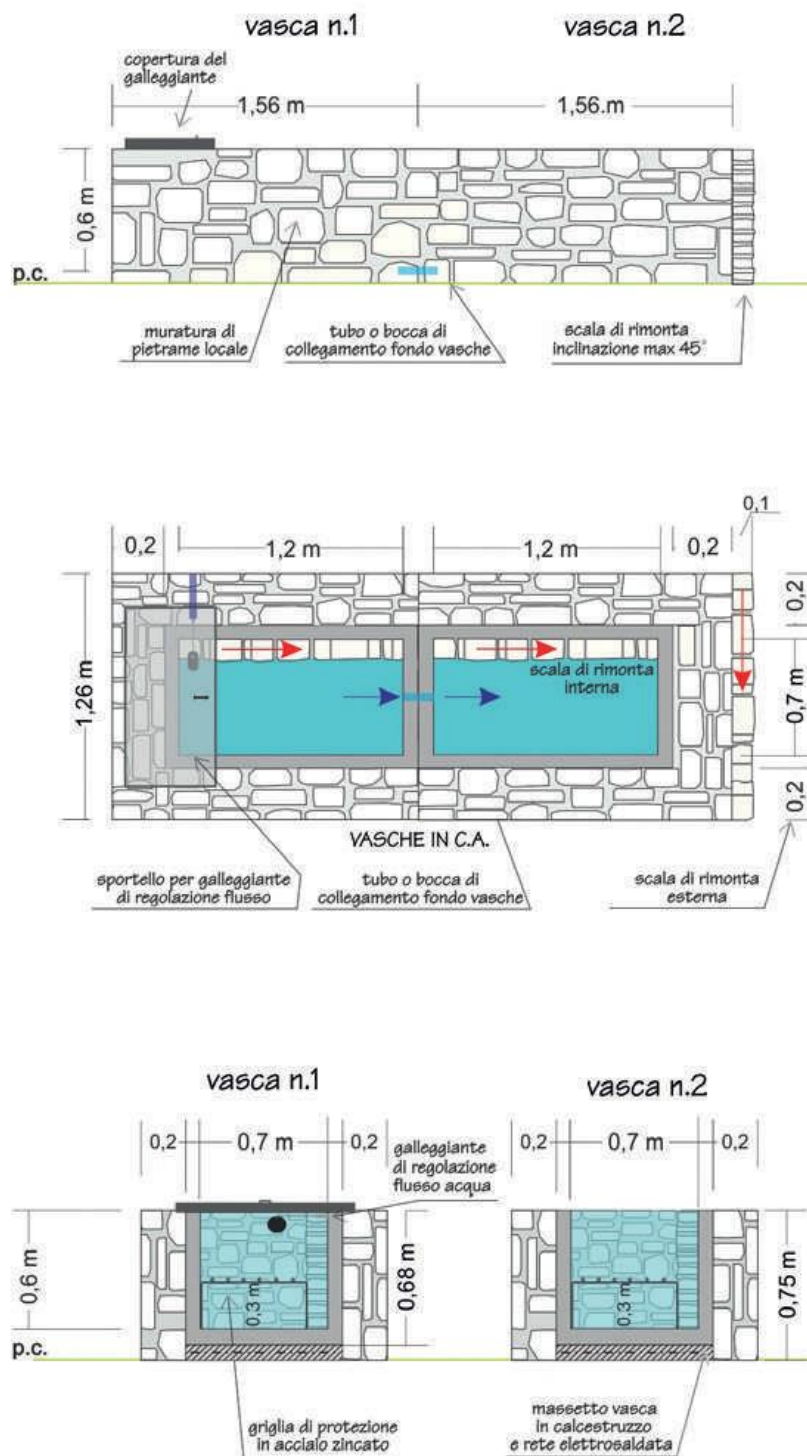 vasca n.1
vasca n.2
copertura del
galleggiante
1,56 m
1,56.m
0,6 m
p.c.
muratura di
pietrame locale
tubo o bocca di
collegamento fondo vasche
scala di rimonta
inclinazione max 45°
0,1
0,2
1,2 m
1,2 m
0,2
0,2
1,26 m
scala di rimonta
interna
0,7 m
0,2
VASCHE IN C.A.
sportello per galleggiante
di regolazione flusso
tubo o bocca di
collegamento fondo vasche
scala di rimonta
esterna
vasca n.1
vasca n.2
0,2
0,7 m
0,2
galleggiante
di regolazione
flusso acqua
0,2
0,7 m
0,2
0,6 m
0,3 m
0,68 m
0,3 m
0,75 m
p.c.
griglia di protezione
in acciaio zincato
massetto vasca
in calcestruzzo
e rete elettrosaldata